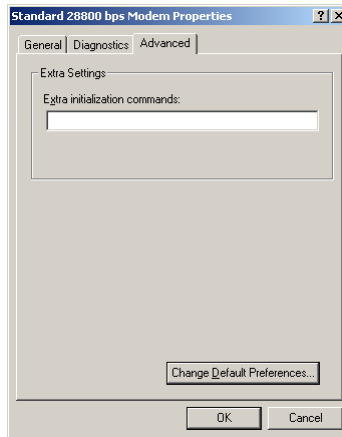 Standard 28800 bps Modem Properties
General Diagnostics Advanced
Extra Settings
Extra initialization commands:
Change Default Preferences...
OK Cancel